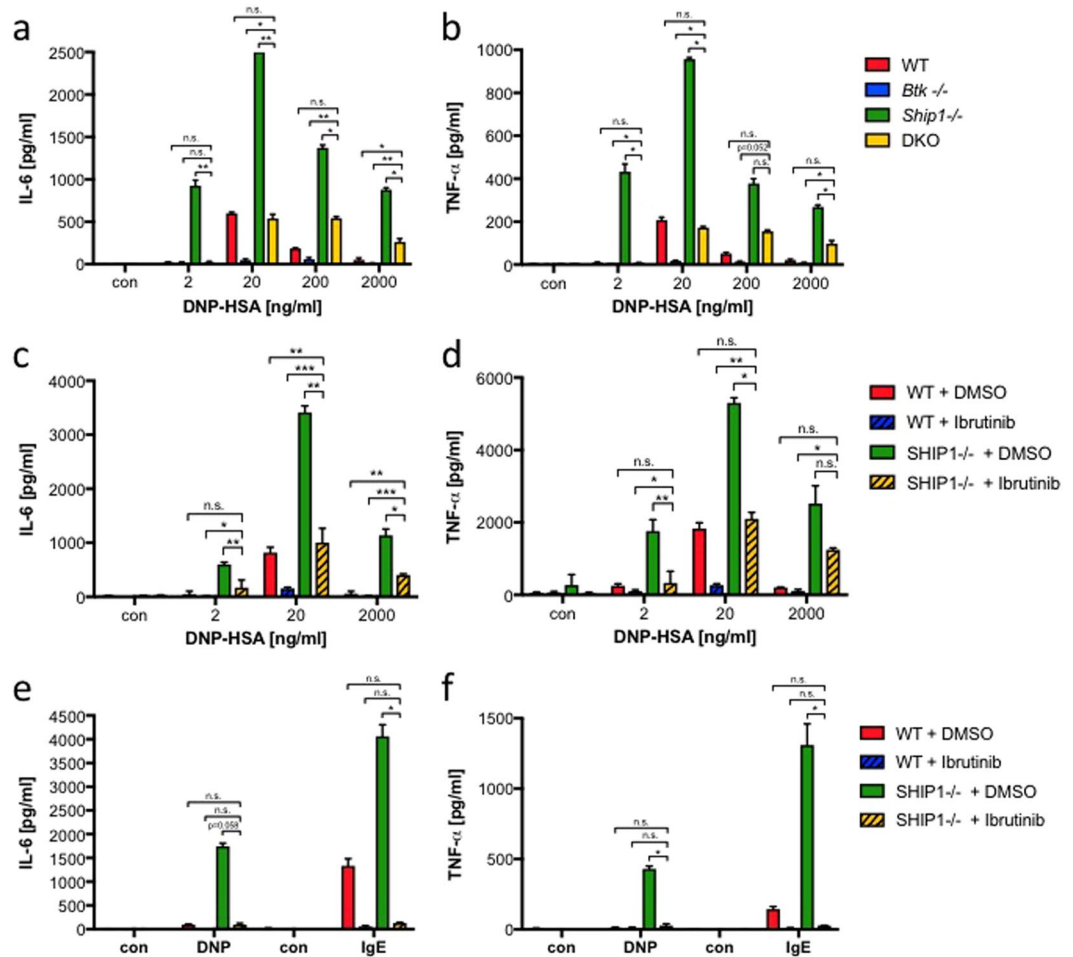 a
IL-6 [pg/ml]
2500
2000
1500
1000
500
0
n.s.
n.s.
**
n.s.
*
**
n.s.
**
*
*
**
*
con
2
20
200
2000
DNP-HSA [ng/ml]
b
TNF-α [pg/ml]
1000
800
600
400
200
0
n.s.
*
*
n.s.
*
*
n.s.
p=0.052
n.s.
n.s.
*
*
con
2
20
200
2000
DNP-HSA [ng/ml]
WT
Btk -/-
Ship1-/-
DKO
c
IL-6 [pg/ml]
4000
3000
2000
1000
0
n.s.
*
**
**
***
**
**
***
*
con
2
20
2000
DNP-HSA [ng/ml]
d
TNF-α [pg/ml]
6000
4000
2000
0
n.s.
*
**
n.s.
**
*
n.s.
*
n.s.
con
2
20
2000
DNP-HSA [ng/ml]
WT + DMSO
WT + Ibrutinib
SHIP1-/- + DMSO
SHIP1-/- + Ibrutinib
e
IL-6 [pg/ml]
4500
4000
3500
3000
2500
2000
1500
1000
500
0
n.s.
n.s.
p=0.058
n.s.
n.s.
*
con
DNP
con
IgE
f
TNF-α [pg/ml]
1500
1000
500
0
n.s.
n.s.
*
n.s.
n.s.
*
con
DNP
con
IgE
WT + DMSO
WT + Ibrutinib
SHIP1-/- + DMSO
SHIP1-/- + Ibrutinib